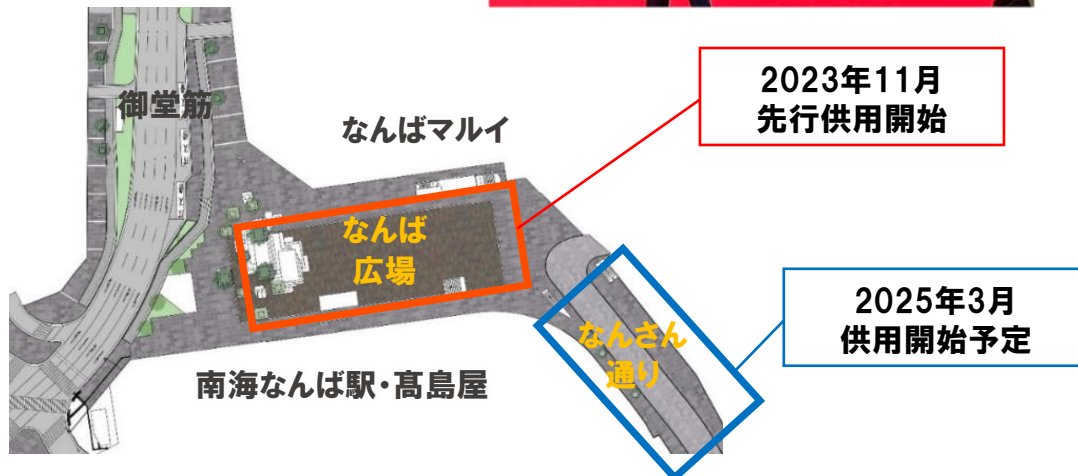 御堂筋
なんばマルイ
2023年11月
先行供用開始
なんば
広場
なんさん
通り
2025年3月
供用開始予定
南海なんば駅・髙島屋